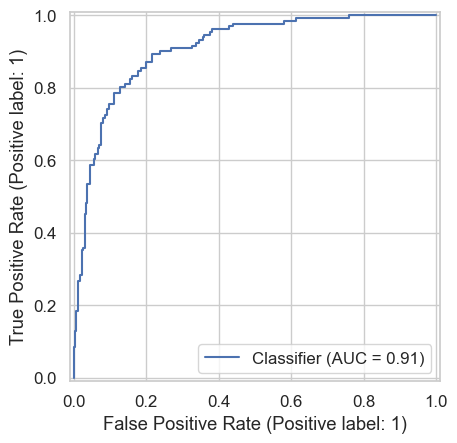 1.0
0.8
0.6
0.4
0.2
0.0
True Positive Rate (Positive label: 1)
Classifier (AUC = 0.91)
0.0 0.2 0.4 0.6 0.8 1.0
False Positive Rate (Positive label: 1)